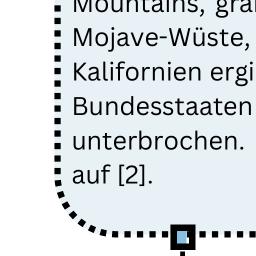 Mountains, gra
Mojave-Wüste,
Kalifornien ergi
Bundesstaaten
unterbrochen.
auf [2].